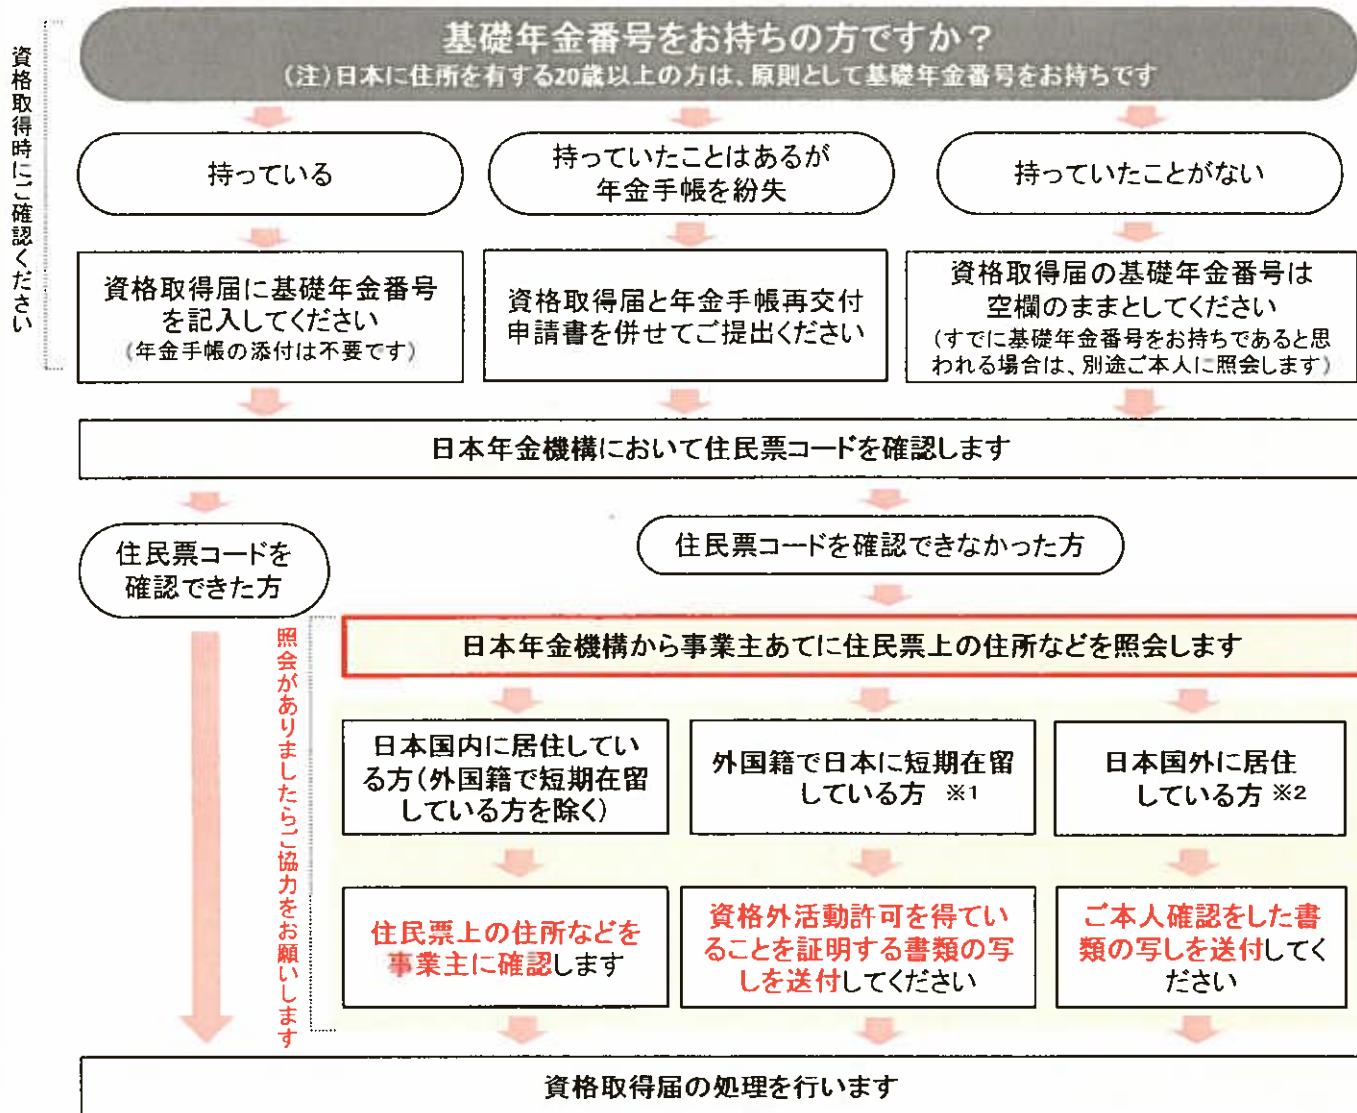 基礎年金番号をお持ちの方ですか？
(注)日本に住所を有する20歳以上の方は、原則として基礎年金番号をお持ちです
資格取得時にご確認ください
持っている
持っていたことはあるが
年金手帳を紛失
持っていたことがない
資格取得届に基礎年金番号
を記入してください
(年金手帳の添付は不要です)
資格取得届と年金手帳再交付
申請書を併せてご提出ください
資格取得届の基礎年金番号は
空欄のままとしてください
(すでに基礎年金番号をお持ちであると思
われる場合は、別途ご本人に照会します)
日本年金機構において住民票コードを確認します
住民票コードを
確認できた方
住民票コードを確認できなかった方
照会がありましたらご協力をお願いします
日本年金機構から事業主あてに住民票上の住所などを照会します
日本国内に居住してい
る方(外国籍で短期在留
している方を除く)
外国籍で日本に短期在留
している方 ※1
日本国外に居住
している方 ※2
住民票上の住所などを
事業主に確認します
資格外活動許可を得てい
ることを証明する書類の写
しを送付してください
ご本人確認をした書
類の写しを送付してく
ださい
資格取得届の処理を行います